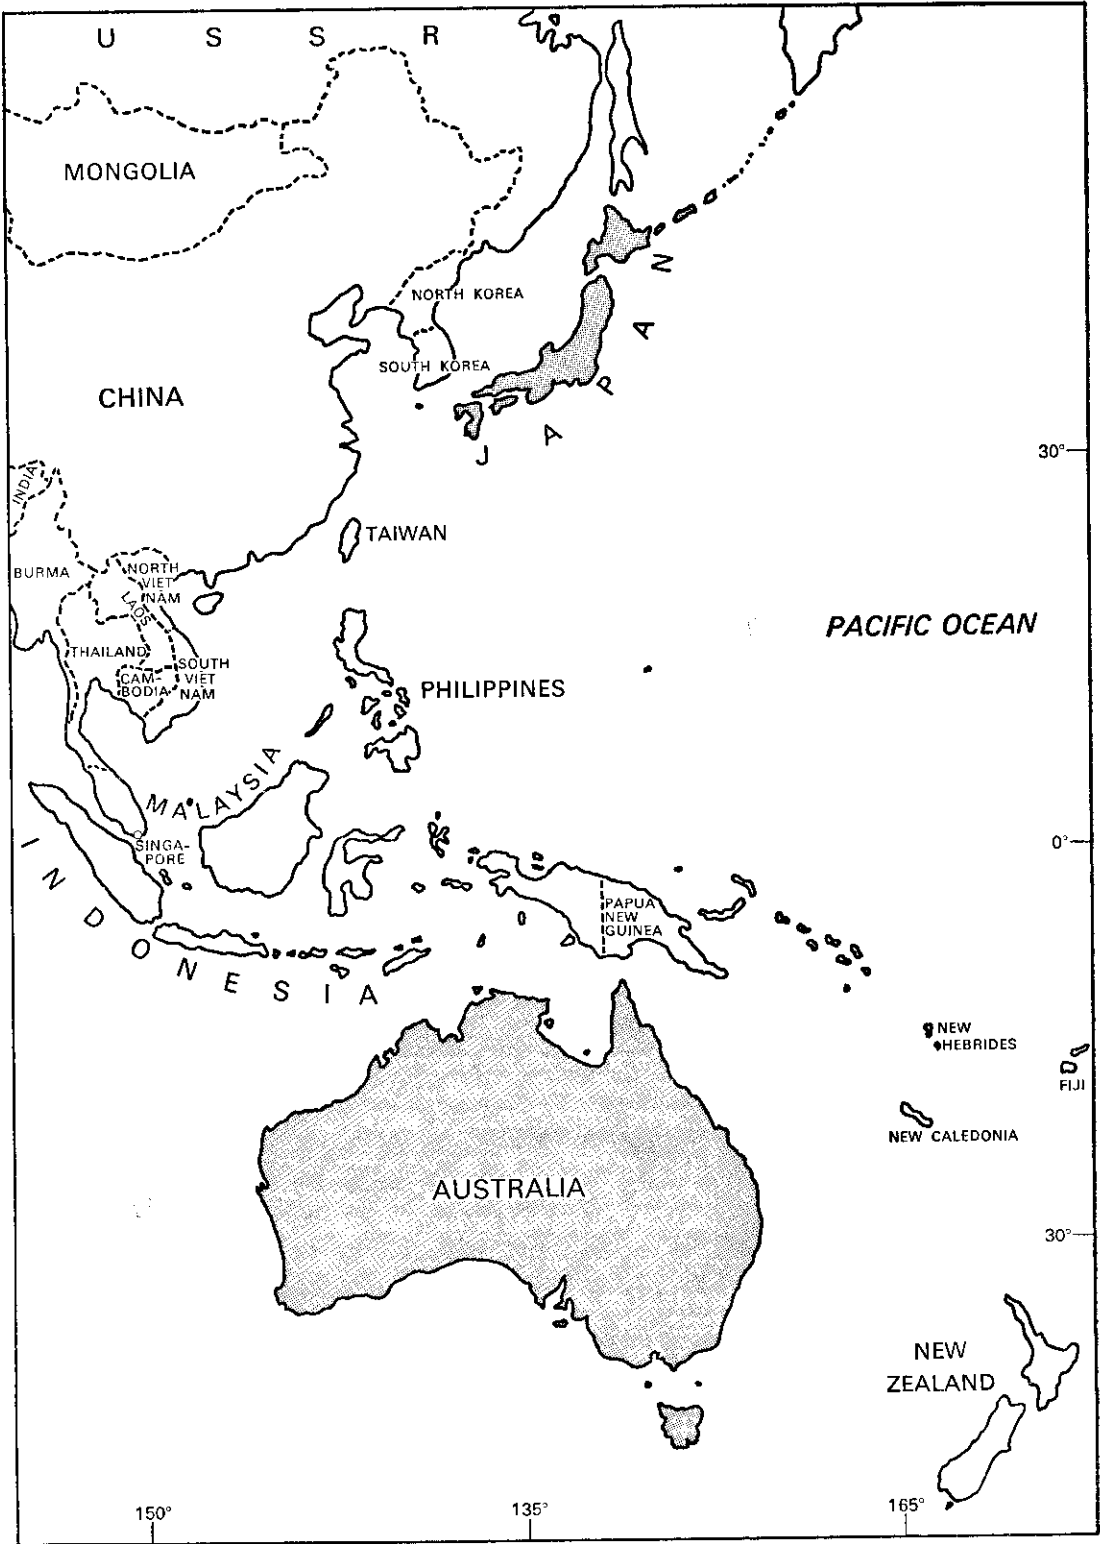 U S S R
MONGOLIA
NORTH KOREA
SOUTH KOREA
JAPAN
CHINA
30°
INDIA
TAIWAN
BURMA
NORTH
VIET
NAM
LAOS
PACIFIC OCEAN
THAILAND
SOUTH
VIET
NAM
CAM-
BODIA
PHILIPPINES
MALAYSIA
SINGA-
PORE
0°
INDONESIA
PAPUA
NEW
GUINEA
NEW
HEBRIDES
FIJI
NEW CALEDONIA
AUSTRALIA
30°
NEW
ZEALAND
150°
135°
165°